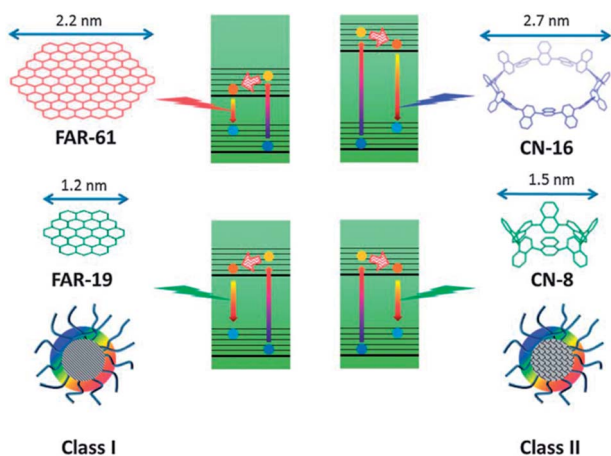 2.2 nm
2.7 nm
FAR-61
CN-16
1.2 nm
1.5 nm
FAR-19
CN-8
Class I
Class II